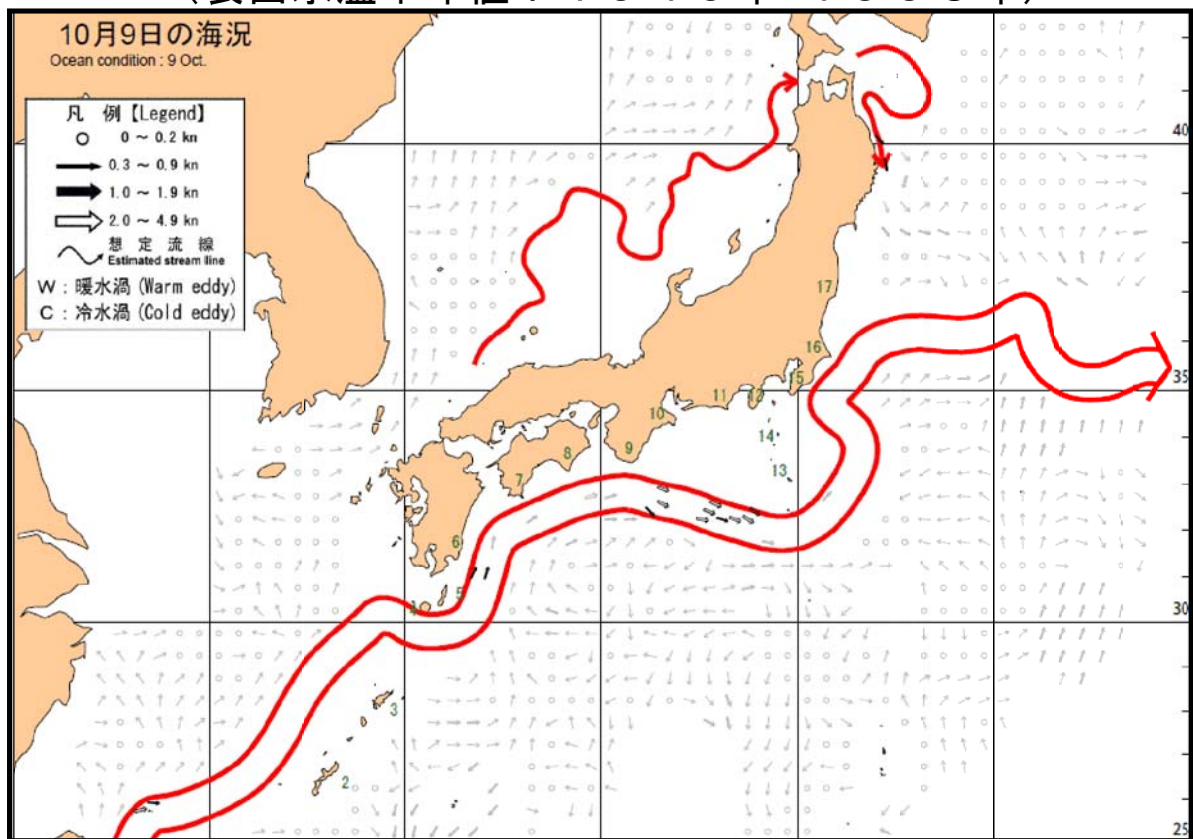 10月9日の海況
Ocean condition : 9 Oct.
凡 例【Legend】
0 ~ 0.2 kn
0.3 ~ 0.9 kn
1.0 ~ 1.9 kn
2.0 ~ 4.9 kn
想 定 流 線
Estimated stream line
W : 暖水渦 (Warm eddy)
C : 冷水渦 (Cold eddy)
40
17
16
35
15
12
11
10
14
9
8
13
7
6
5
4
30
3
2
25